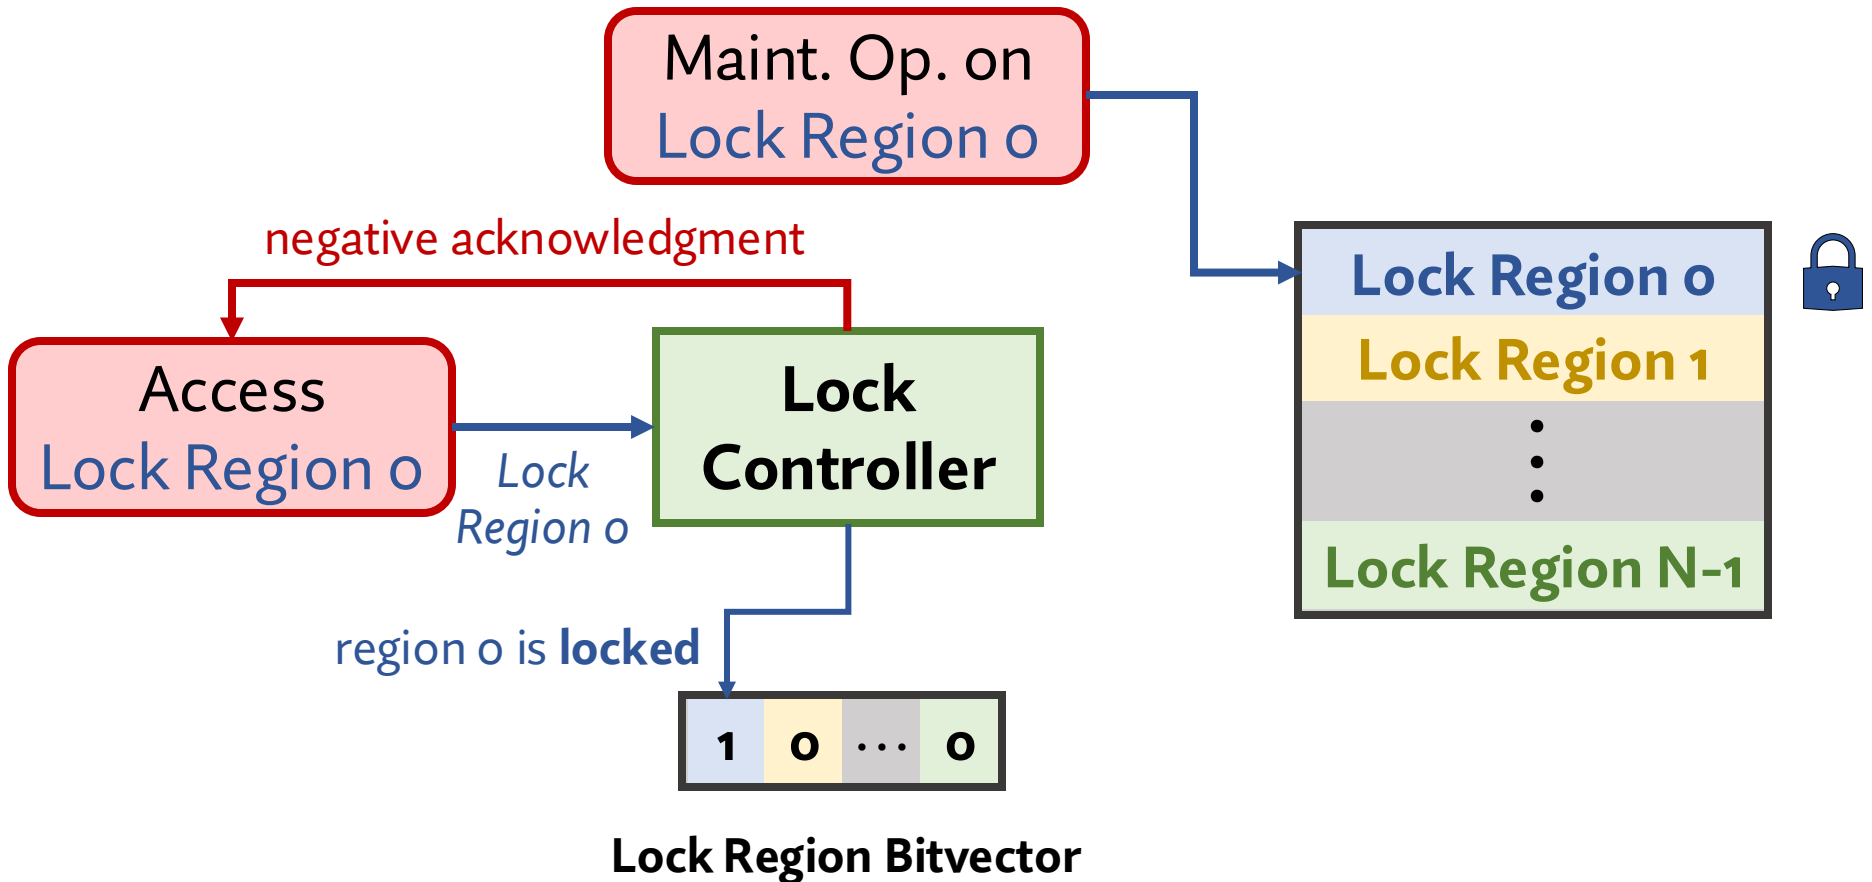 Maint. Op. on
Lock Region 0
negative acknowledgment
Access
Lock Region 0
Lock
Region 0
Lock
Controller
region 0 is locked
1 0 ... 0
Lock Region Bitvector
Lock Region 0
Lock Region 1
Lock Region N-1